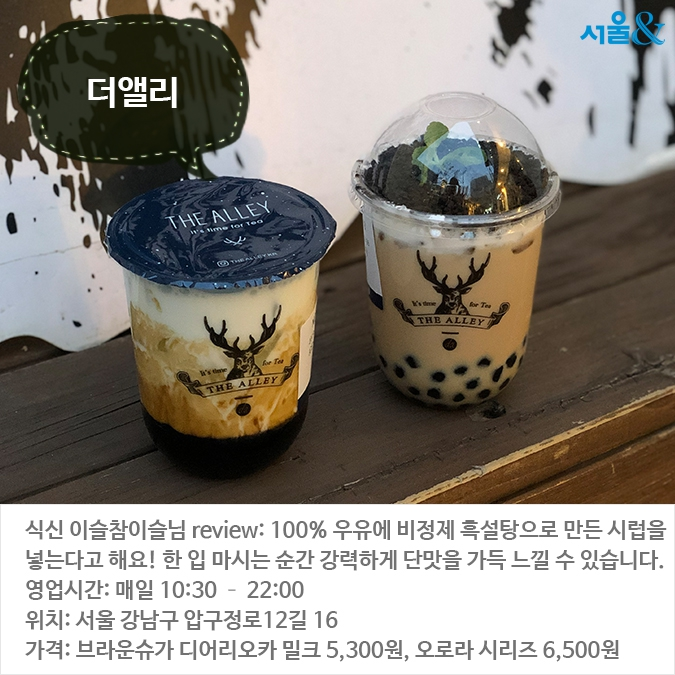 서울&
더앨리
THE ALLEY
it's time for Tea
THEALLEY.KR
It's time for Tea
THE ALLEY
It's time for Tea
THE ALLEY
식신 이슬참이슬님 review: 100% 우유에 비정제 흑설탕으로 만든 시럽을
넣는다고 해요! 한 입 마시는 순간 강력하게 단맛을 가득 느낄 수 있습니다.
영업시간: 매일 10:30 – 22:00
위치: 서울 강남구 압구정로12길 16
가격: 브라운슈가 디어리오카 밀크 5,300원, 오로라 시리즈 6,500원